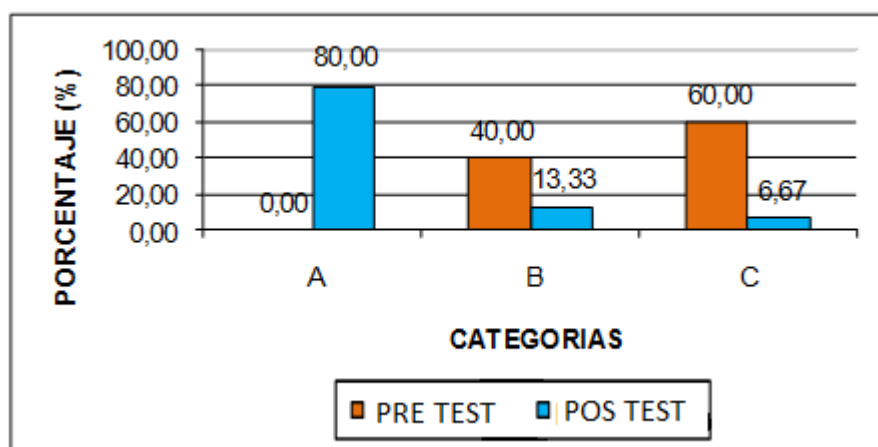 PORCENTAJE (%)
100,00
80,00
60,00
40,00
20,00
0,00
0,00
80,00
40,00
13,33
60,00
6,67
A
B
C
CATEGORIAS
PRE TEST
POS TEST